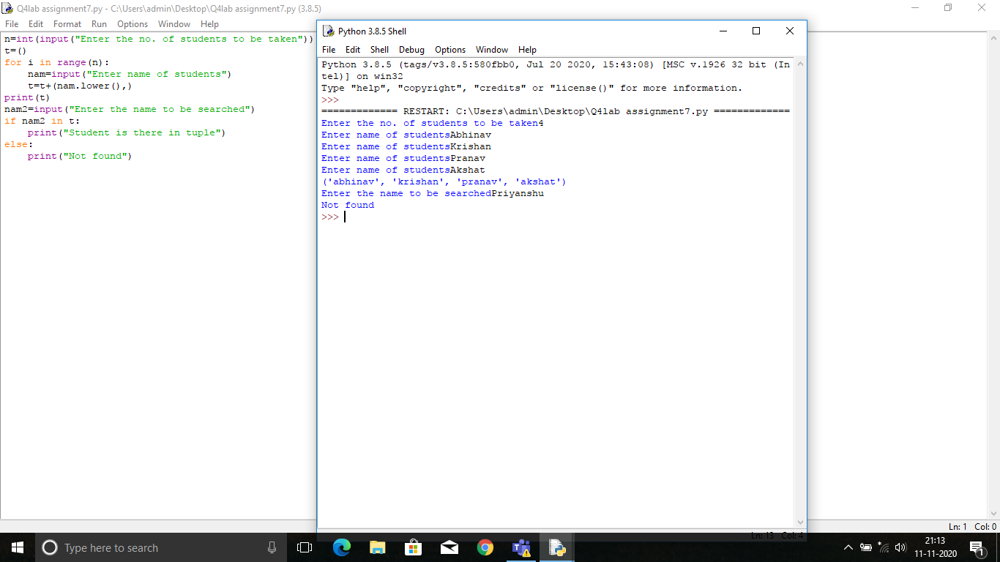 Q4lab assignment7.py - C:\Users\admin\Desktop\Q4lab assignment7.py (3.8.5)
File Edit Format Run Options Window Help
n=int(input("Enter the no. of students to be taken"))
t=()
for i in range(n):
    nam=input("Enter name of students")
    t=t+(nam.lower(),)
print(t)
nam2=input("Enter the name to be searched")
if nam2 in t:
    print("Student is there in tuple")
else:
    print("Not found")
Python 3.8.5 Shell
File Edit Shell Debug Options Window Help
Python 3.8.5 (tags/v3.8.5:580fbb0, Jul 20 2020, 15:43:08) [MSC v.1926 32 bit (In
tel)] on win32
Type "help", "copyright", "credits" or "license()" for more information.
>>>
============= RESTART: C:\Users\admin\Desktop\Q4lab assignment7.py =============
Enter the no. of students to be taken4
Enter name of studentsAbhinav
Enter name of studentsKrishan
Enter name of studentsPranav
Enter name of studentsAkshat
('abhinav', 'krishan', 'pranav', 'akshat')
Enter the name to be searchedPriyanshu
Not found
>>>
Ln: 13 Col: 4
Ln: 1 Col: 0
Type here to search
21:13
11-11-2020
1